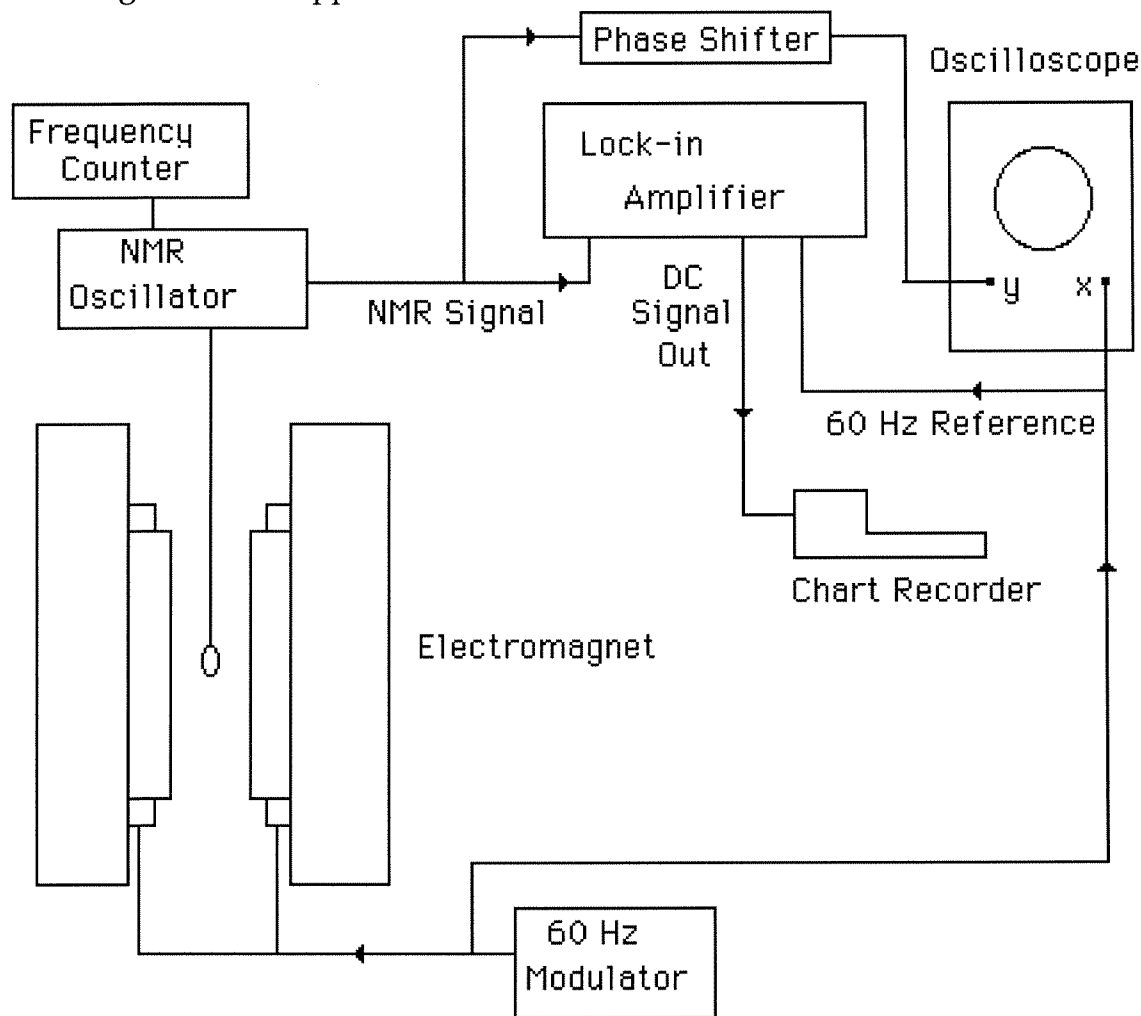 Phase Shifter
Oscilloscope
Frequency
Counter
Lock-in
Amplifier
NMR
Oscillator
y x
NMR Signal
DC
Signal
Out
60 Hz Reference
Chart Recorder
Electromagnet
60 Hz
Modulator